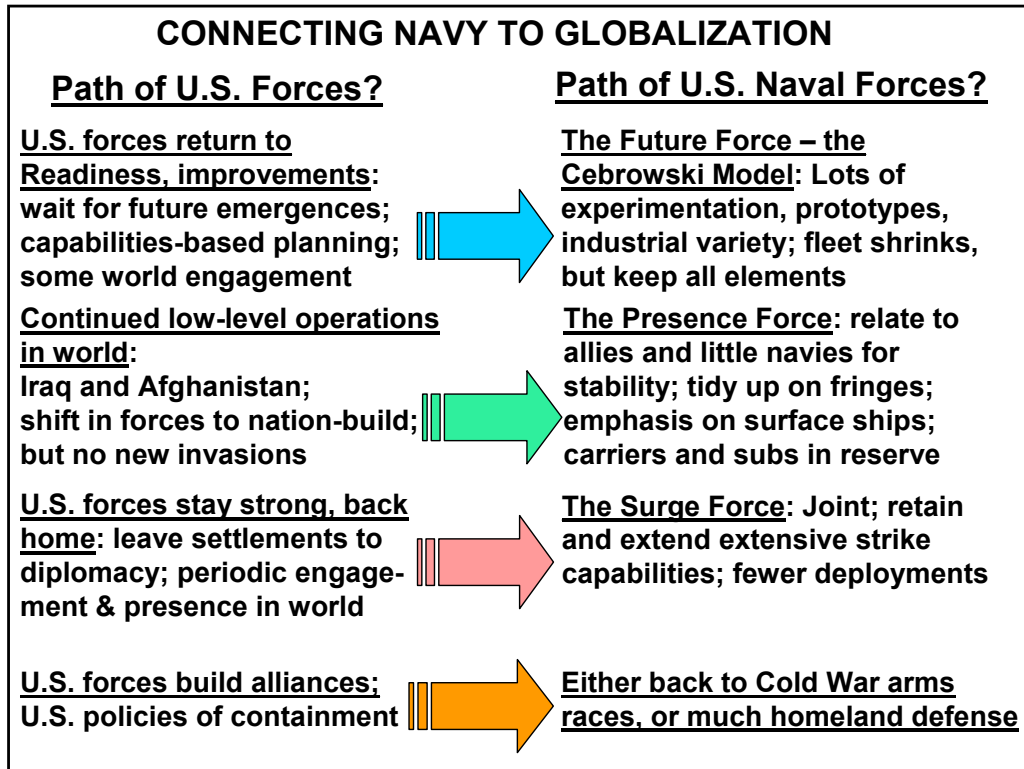 CONNECTING NAVY TO GLOBALIZATION
Path of U.S. Forces?
Path of U.S. Naval Forces?
U.S. forces return to
Readiness, improvements:
wait for future emergences;
capabilities-based planning;
some world engagement
The Future Force – the
Cebrowski Model: Lots of
experimentation, prototypes,
industrial variety; fleet shrinks,
but keep all elements
Continued low-level operations
in world:
Iraq and Afghanistan;
shift in forces to nation-build;
but no new invasions
The Presence Force: relate to
allies and little navies for
stability; tidy up on fringes;
emphasis on surface ships;
carriers and subs in reserve
U.S. forces stay strong, back
home: leave settlements to
diplomacy; periodic engage-
ment & presence in world
The Surge Force: Joint; retain
and extend extensive strike
capabilities; fewer deployments
U.S. forces build alliances;
U.S. policies of containment
Either back to Cold War arms
races, or much homeland defense